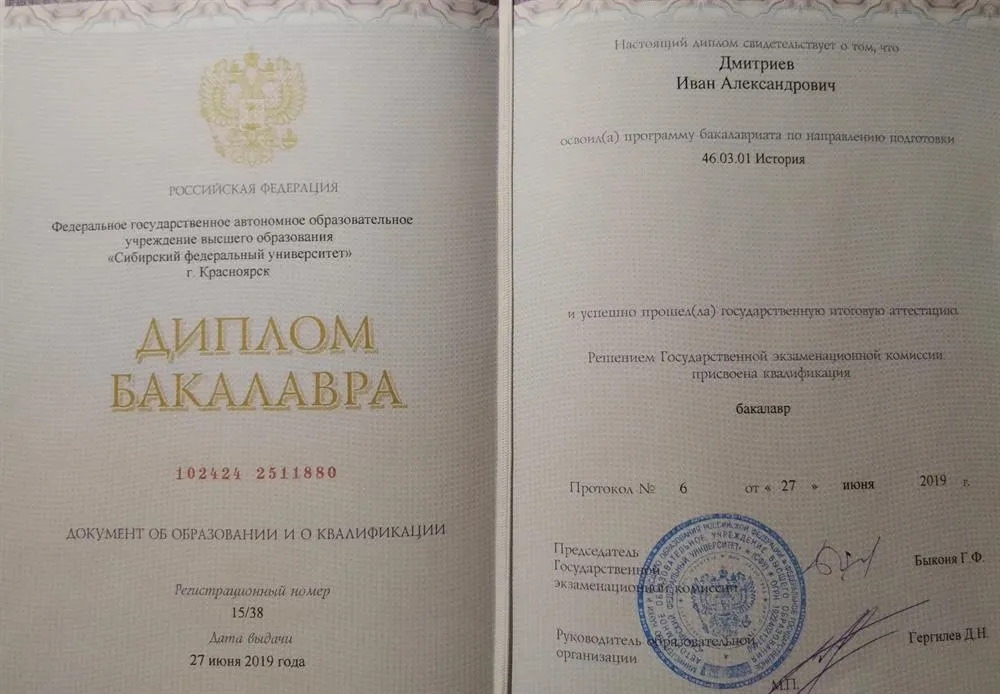 РОССИЙСКАЯ ФЕДЕРАЦИЯ
Федеральное государственное автономное образовательное
учреждение высшего образования
«Сибирский федеральный университет»
г. Красноярск
ДИПЛОМ
БАКАЛАВРА
102424 2511880
ДОКУМЕНТ ОБ ОБРАЗОВАНИИ И О КВАЛИФИКАЦИИ
Регистрационный номер
15/38
Дата выдачи
27 июня 2019 года
Настоящий диплом свидетельствует о том, что
Дмитриев
Иван Александрович
освоил(а) программу бакалавриата по направлению подготовки
46.03.01 История
и успешно прошел(ла) государственную итоговую аттестацию
Решением Государственной экзаменационной комиссии
присвоена квалификация
бакалавр
Протокол № 6 от « 27 » июня 2019 г.
Председатель
Государственной
экзаменационной комиссии
Быконя Г.Ф.
Руководитель образовательной
организации
Гергилев Д.Н.
М.П.